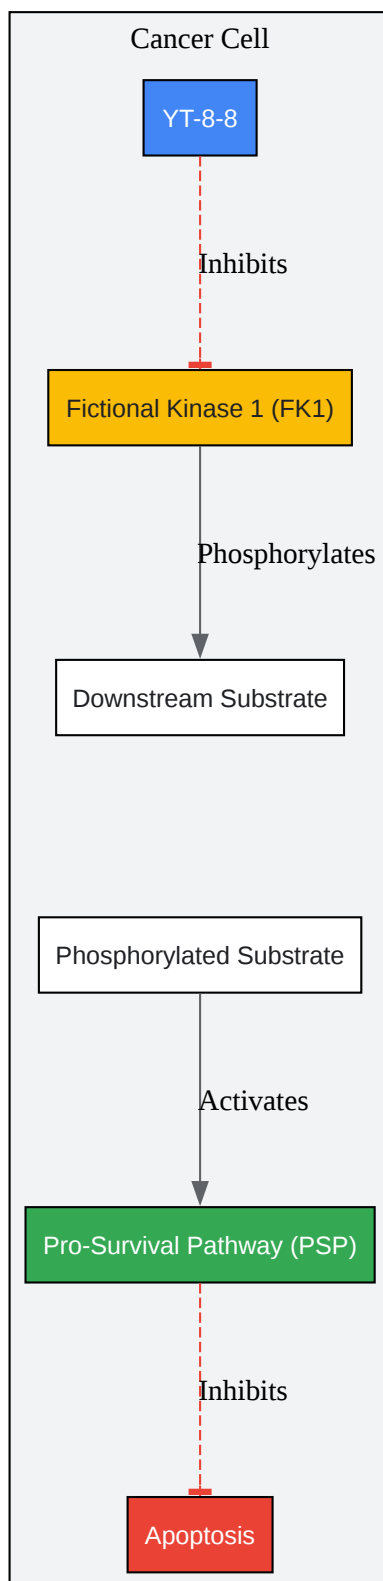 Cancer Cell
YT-8-8
Inhibits
Fictional Kinase 1 (FK1)
Phosphorylates
Downstream Substrate
Phosphorylated Substrate
Activates
Pro-Survival Pathway (PSP)
Inhibits
Apoptosis